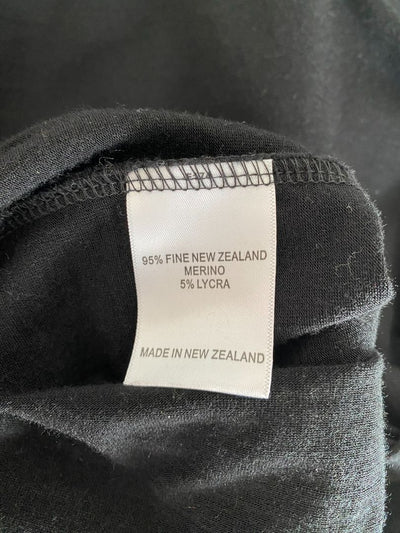 95% FINE NEW ZEALAND
MERINO
5% LYCRA
MADE IN NEW ZEALAND